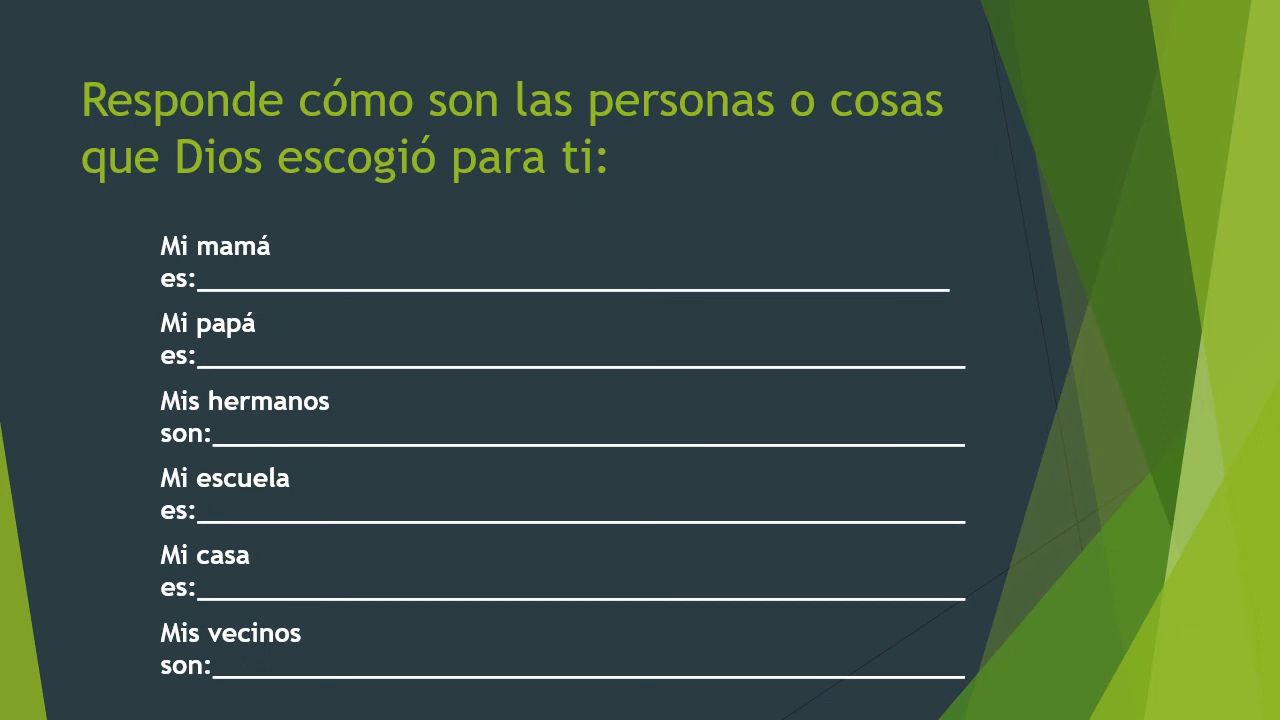 Responde cómo son las personas o cosas
que Dios escogió para ti:
Mi mamá
es:______________________________________________
Mi papá
es:_______________________________________________
Mis hermanos
son:______________________________________________
Mi escuela
es:_______________________________________________
Mi casa
es:_______________________________________________
Mis vecinos
son:______________________________________________